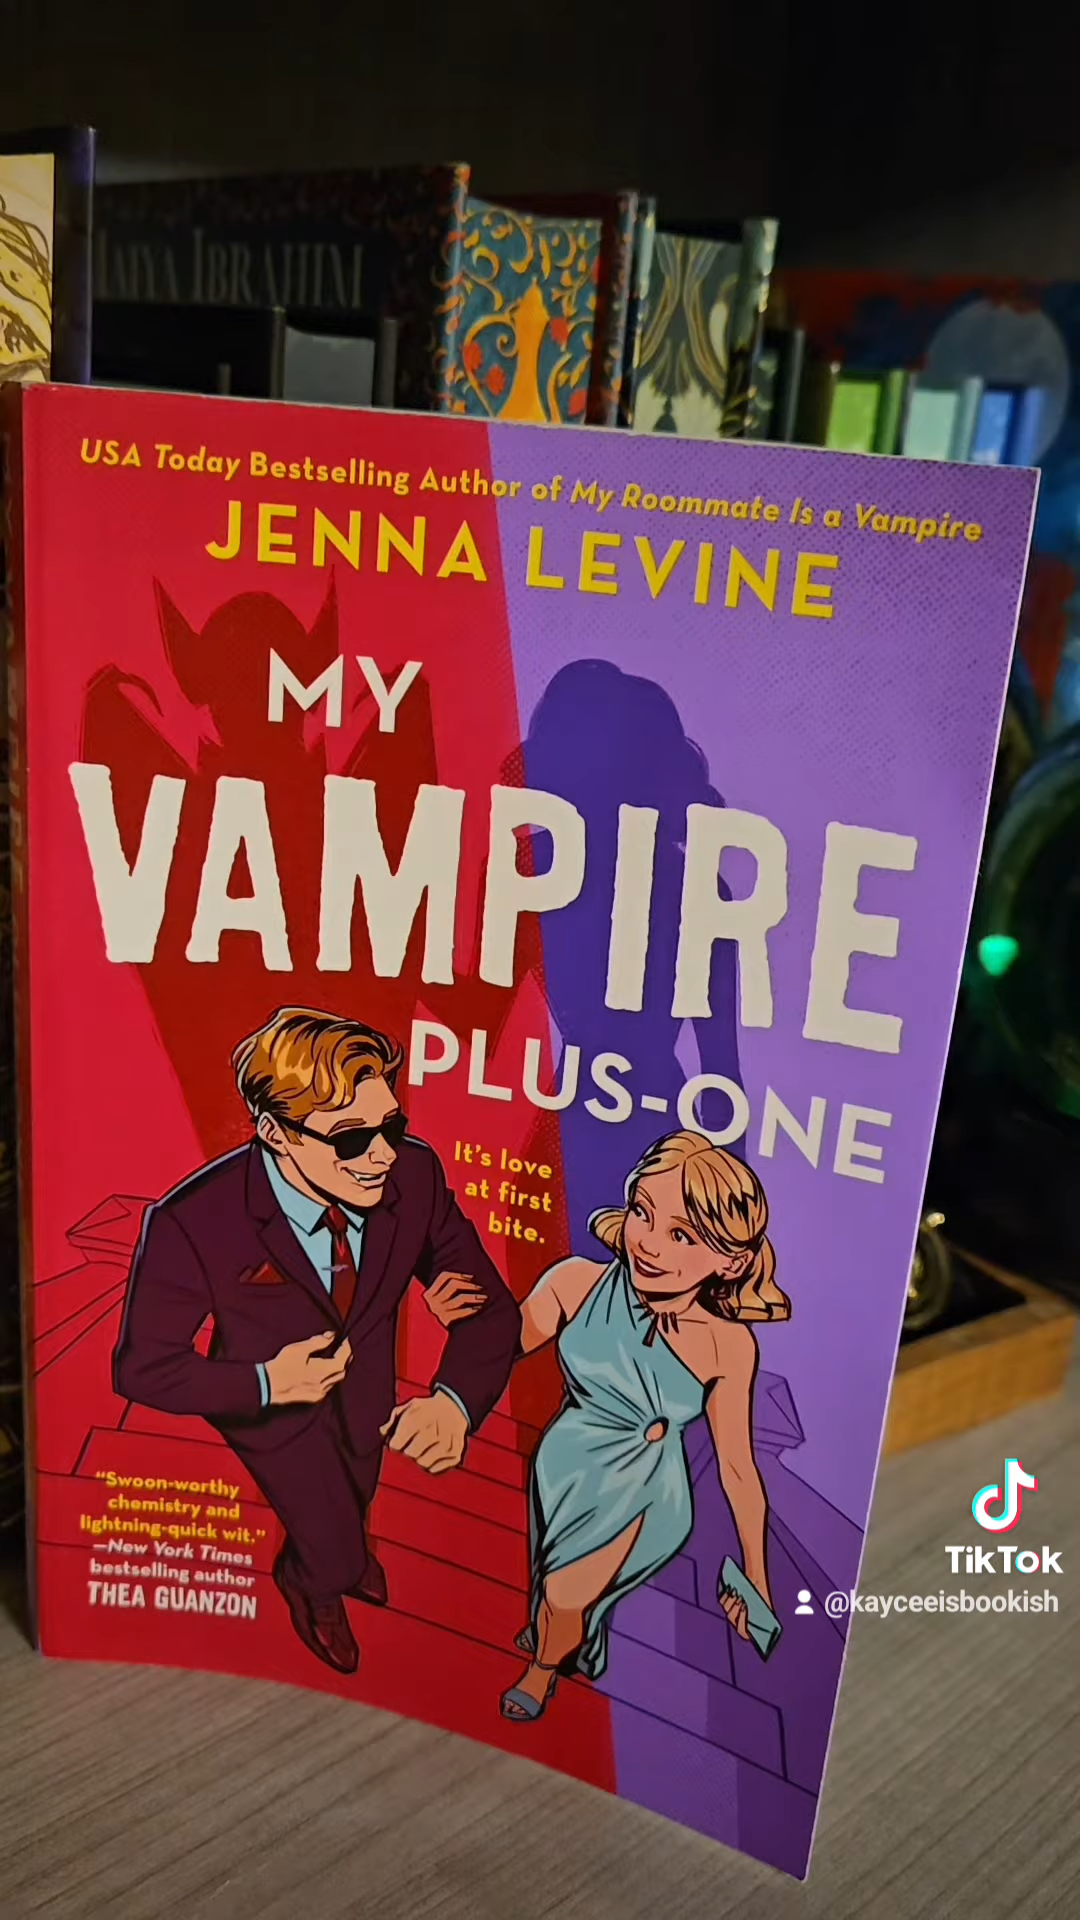 HAIYA IBRAHIM
USA Today Bestselling Author of My Roommate Is a Vampire
JENNA LEVINE
MY
VAMPIRE
PLUS-ONE
It's love
at first
bite.
"Swoon-worthy
chemistry and
lightning-quick wit."
—New York Times
bestselling author
THEA GUANZON
TikTok
@kayceeisbookish